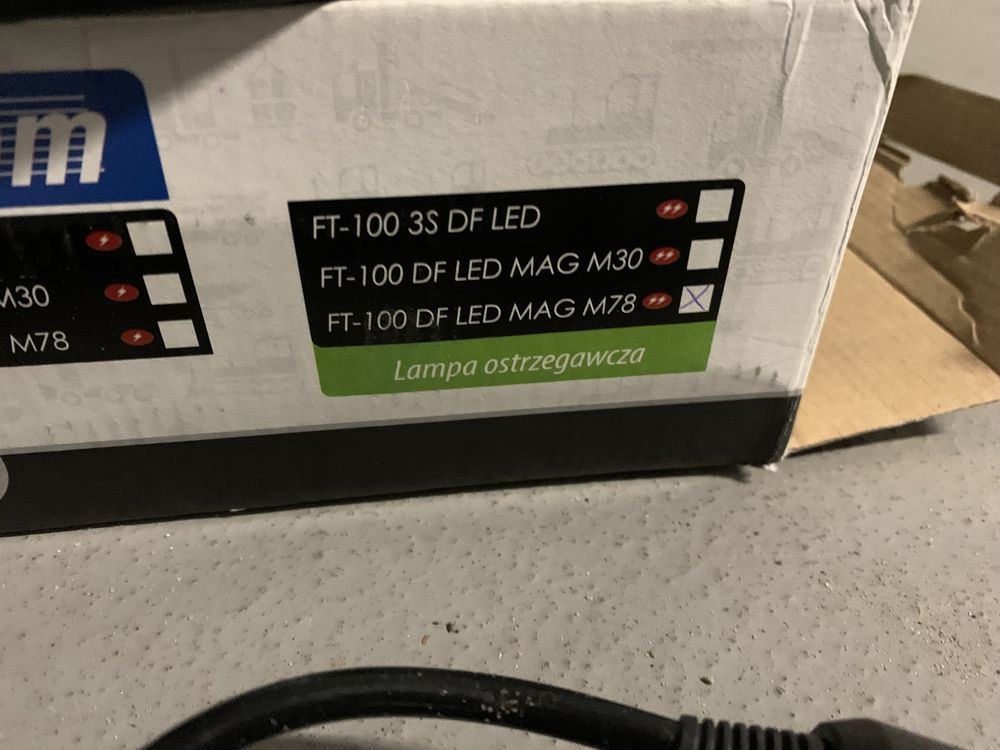 m
M30
M78
FT-100 3S DF LED
FT-100 DF LED MAG M30
FT-100 DF LED MAG M78
Lampa ostrzegawcza